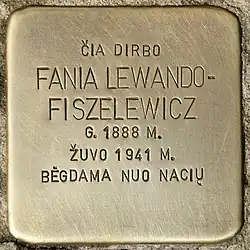 ČIA DIRBO
FANIA LEWANDO-
FISZELEWICZ
G. 1888 M.
ŽUVO 1941 M.
BĖGDAMA NUO NACIŲ